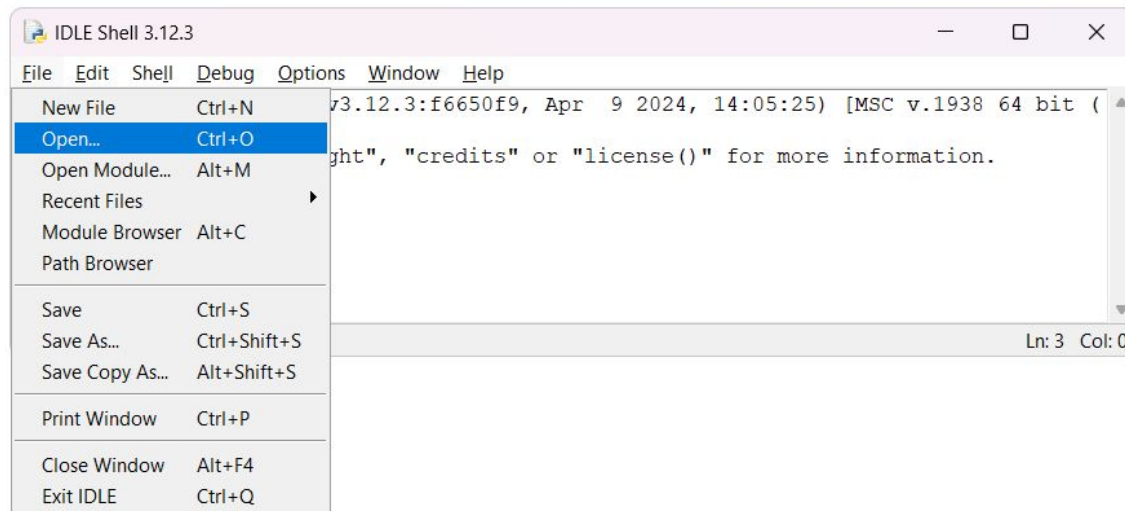 IDLE Shell 3.12.3
File Edit Shell Debug Options Window Help
v3.12.3:f6650f9, Apr  9 2024, 14:05:25) [MSC v.1938 64 bit (
ght", "credits" or "license()" for more information.
New File Ctrl+N
Open... Ctrl+O
Open Module... Alt+M
Recent Files
Module Browser Alt+C
Path Browser
Save Ctrl+S
Save As... Ctrl+Shift+S
Save Copy As... Alt+Shift+S
Print Window Ctrl+P
Close Window Alt+F4
Exit IDLE Ctrl+Q
Ln: 3 Col: 0